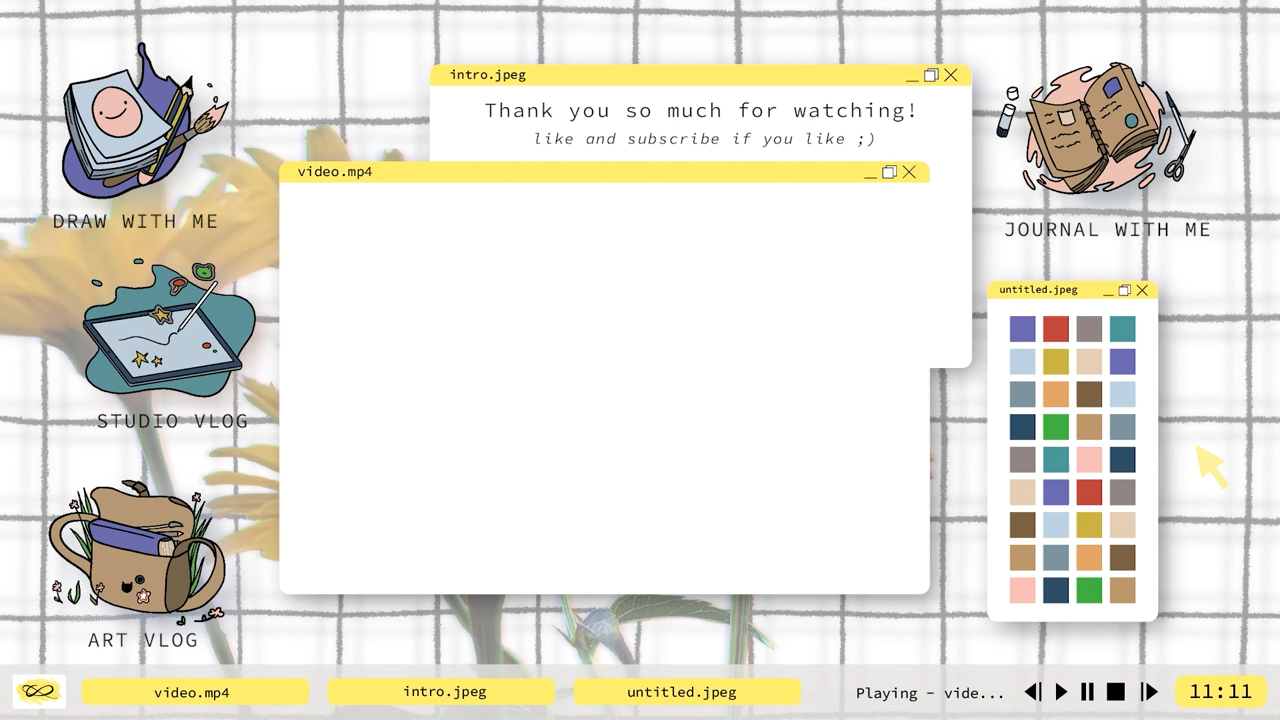 intro.jpeg
Thank you so much for watching!
like and subscribe if you like ;)
video.mp4
DRAW WITH ME
JOURNAL WITH ME
untitled.jpeg
STUDIO VLOG
ART VLOG
video.mp4
intro.jpeg
untitled.jpeg
Playing - vide...
11:11